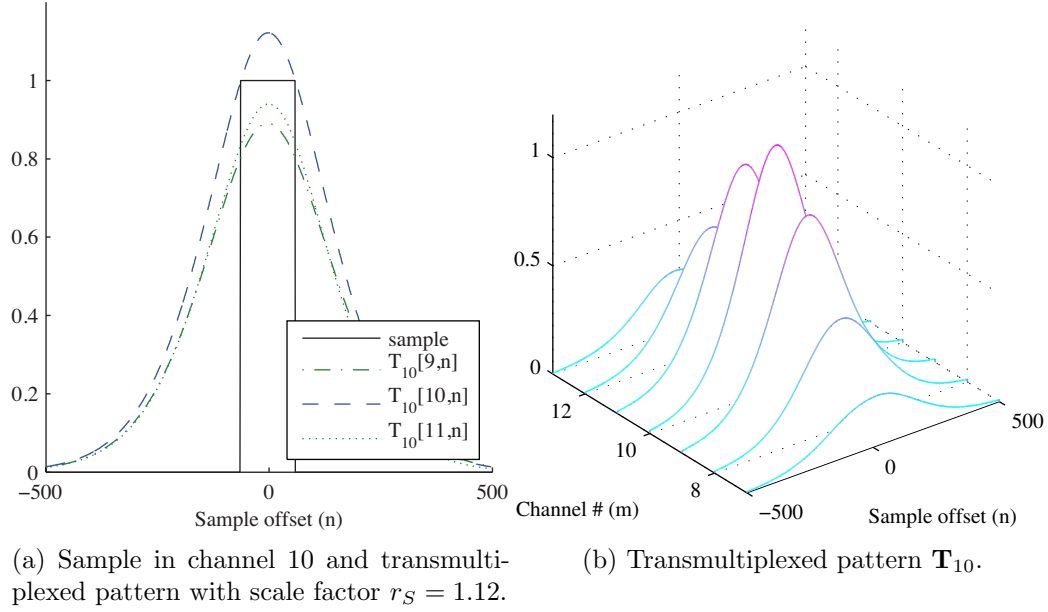 1
0.8
0.6
0.4
0.2
0
−500
0
500
Sample offset (n)
sample
T10[9,n]
T10[10,n]
T10[11,n]
1
0.5
0
12
10
8
Channel # (m)
−500
0
500
Sample offset (n)
(a) Sample in channel 10 and transmulti-
plexed pattern with scale factor rS = 1.12.
(b) Transmultiplexed pattern T10.